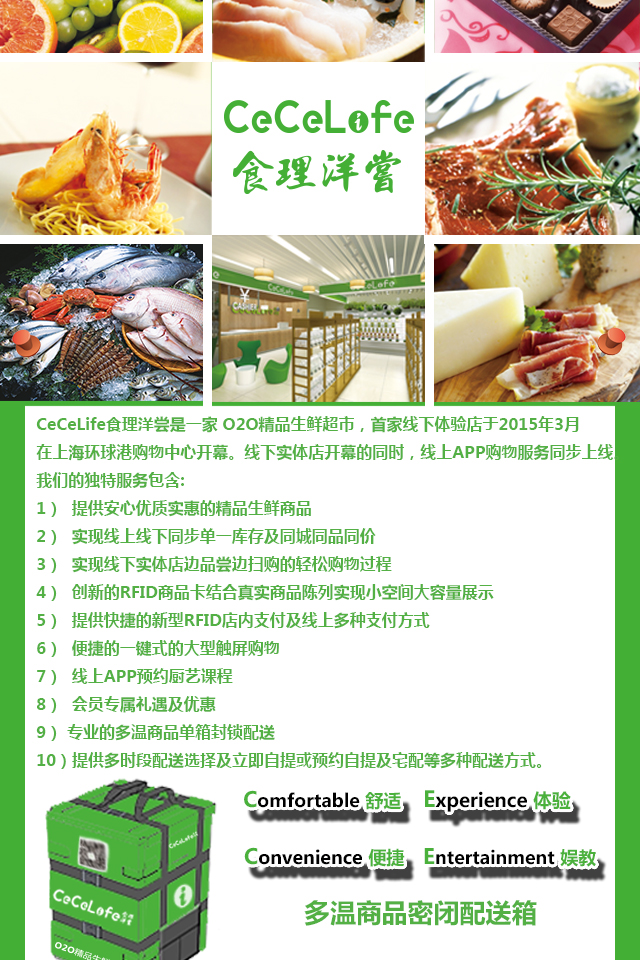 CeCeLife
食理洋尝
CeCeLife
CeCeLife食理洋尝是一家 O2O精品生鲜超市，首家线下体验店于2015年3月
在上海环球港购物中心开幕。线下实体店开幕的同时，线上APP购物服务同步上线
我们的独特服务包含:
1） 提供安心优质实惠的精品生鲜商品
2） 实现线上线下同步单一库存及同城同品同价
3） 实现线下实体店边品尝边扫购的轻松购物过程
4） 创新的RFID商品卡结合真实商品陈列实现小空间大容量展示
5） 提供快捷的新型RFID店内支付及线上多种支付方式
6） 便捷的一键式的大型触屏购物
7） 线上APP预约厨艺课程
8） 会员专属礼遇及优惠
9） 专业的多温商品单箱封锁配送
10）提供多时段配送选择及立即自提或预约自提及宅配等多种配送方式。
Comfortable 舒适 Experience 体验
Convenience 便捷 Entertainment 娱教
多温商品密闭配送箱
CeCeLife
CeCeLife
O2O精品生鲜